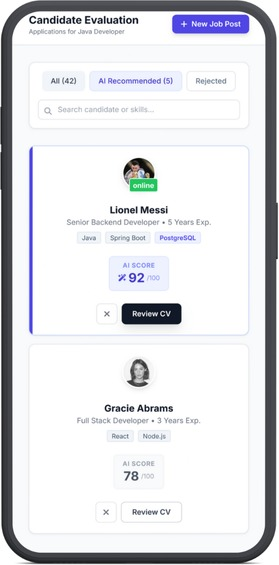 Candidate Evaluation
Applications for Java Developer
+ New Job Post
All (42)
AI Recommended (5)
Rejected
Search candidate or skills...
online
Lionel Messi
Senior Backend Developer • 5 Years Exp.
Java
Spring Boot
PostgreSQL
AI SCORE
92 /100
✕
Review CV
Gracie Abrams
Full Stack Developer • 3 Years Exp.
React
Node.js
AI SCORE
78 /100
✕
Review CV